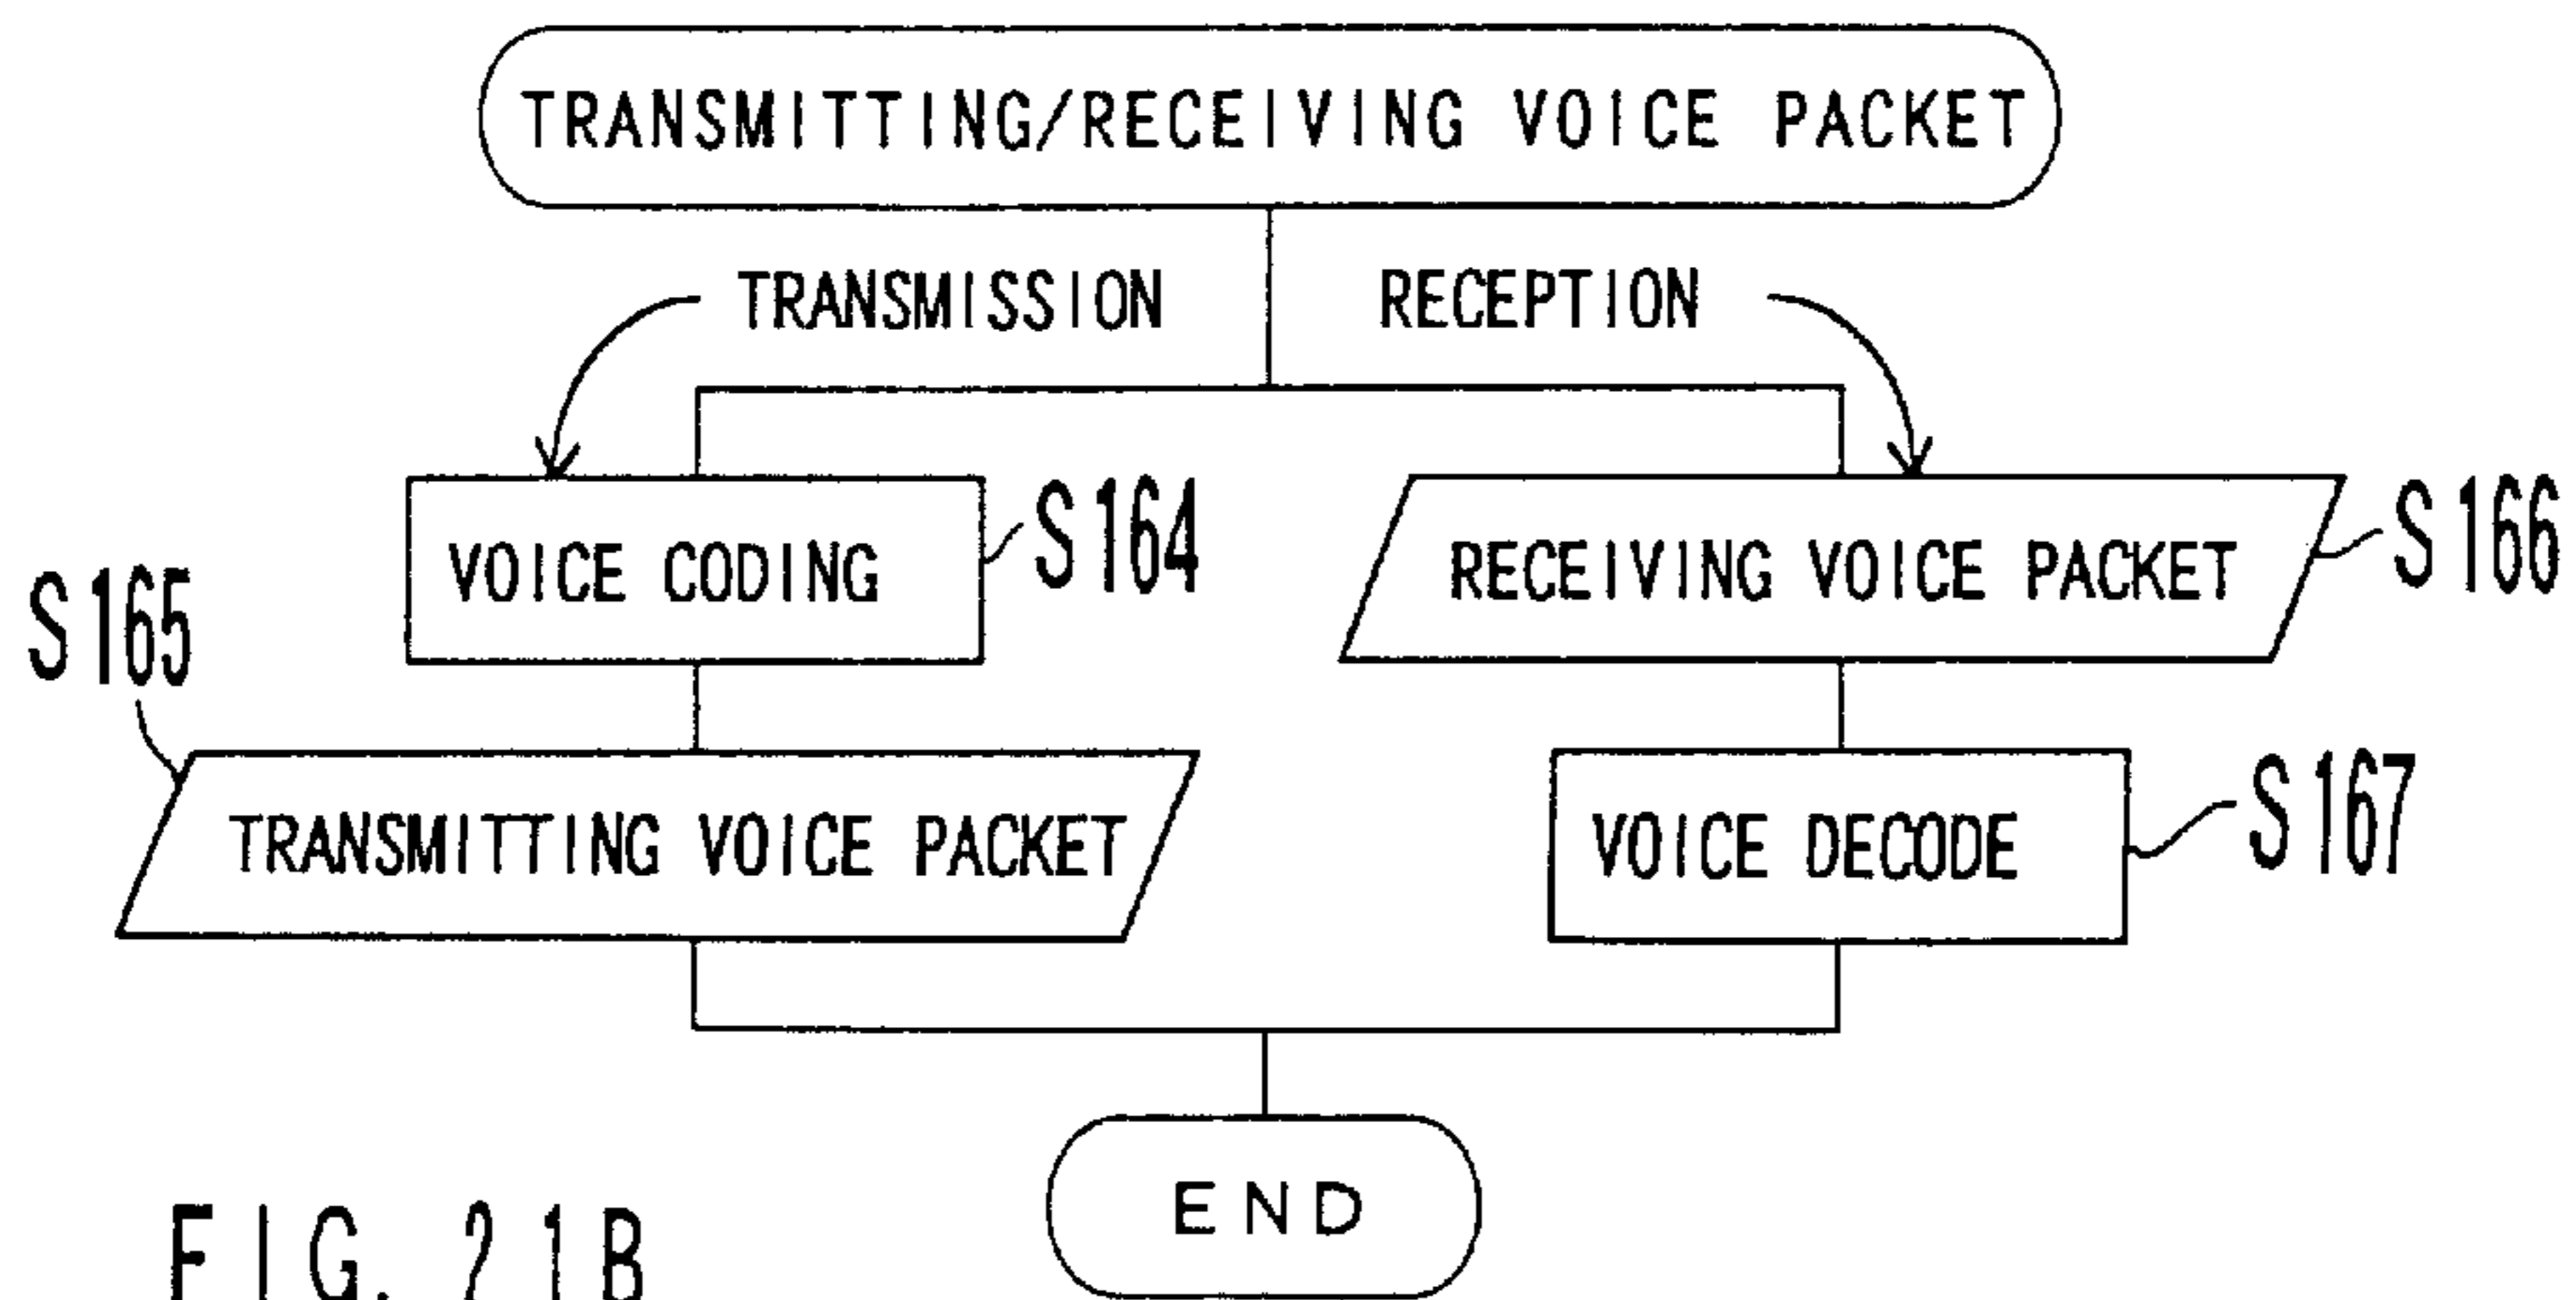 TRANSMITTING/RECEIVING VOICE PACKET
TRANSMISSION
RECEPTION
VOICE CODING
S164
RECEIVING VOICE PACKET
S166
S165
TRANSMITTING VOICE PACKET
VOICE DECODE
S167
END
FIG. 21B